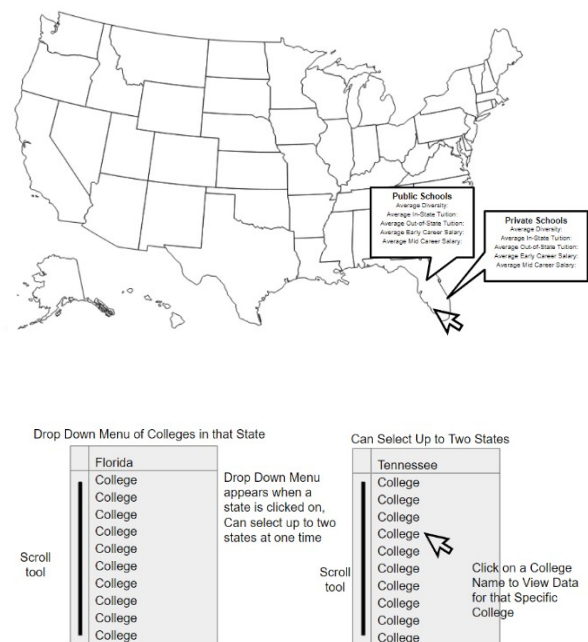 Public Schools
Average Diversity:
Average In-State Tuition:
Average Out-of-State Tuition:
Average Early Career Salary:
Average Mid Career Salary:
Private Schools
Average Diversity:
Average In-State Tuition:
Average Out-of-State Tuition:
Average Early Career Salary:
Average Mid Career Salary:
Drop Down Menu of Colleges in that State
Florida
College
College
College
College
College
College
College
College
College
College
Scroll
tool
Drop Down Menu
appears when a
state is clicked on,
Can select up to two
states at one time
Can Select Up to Two States
Tennessee
College
College
College
College
College
College
College
College
College
College
Scroll
tool
Click on a College
Name to View Data
for that Specific
College